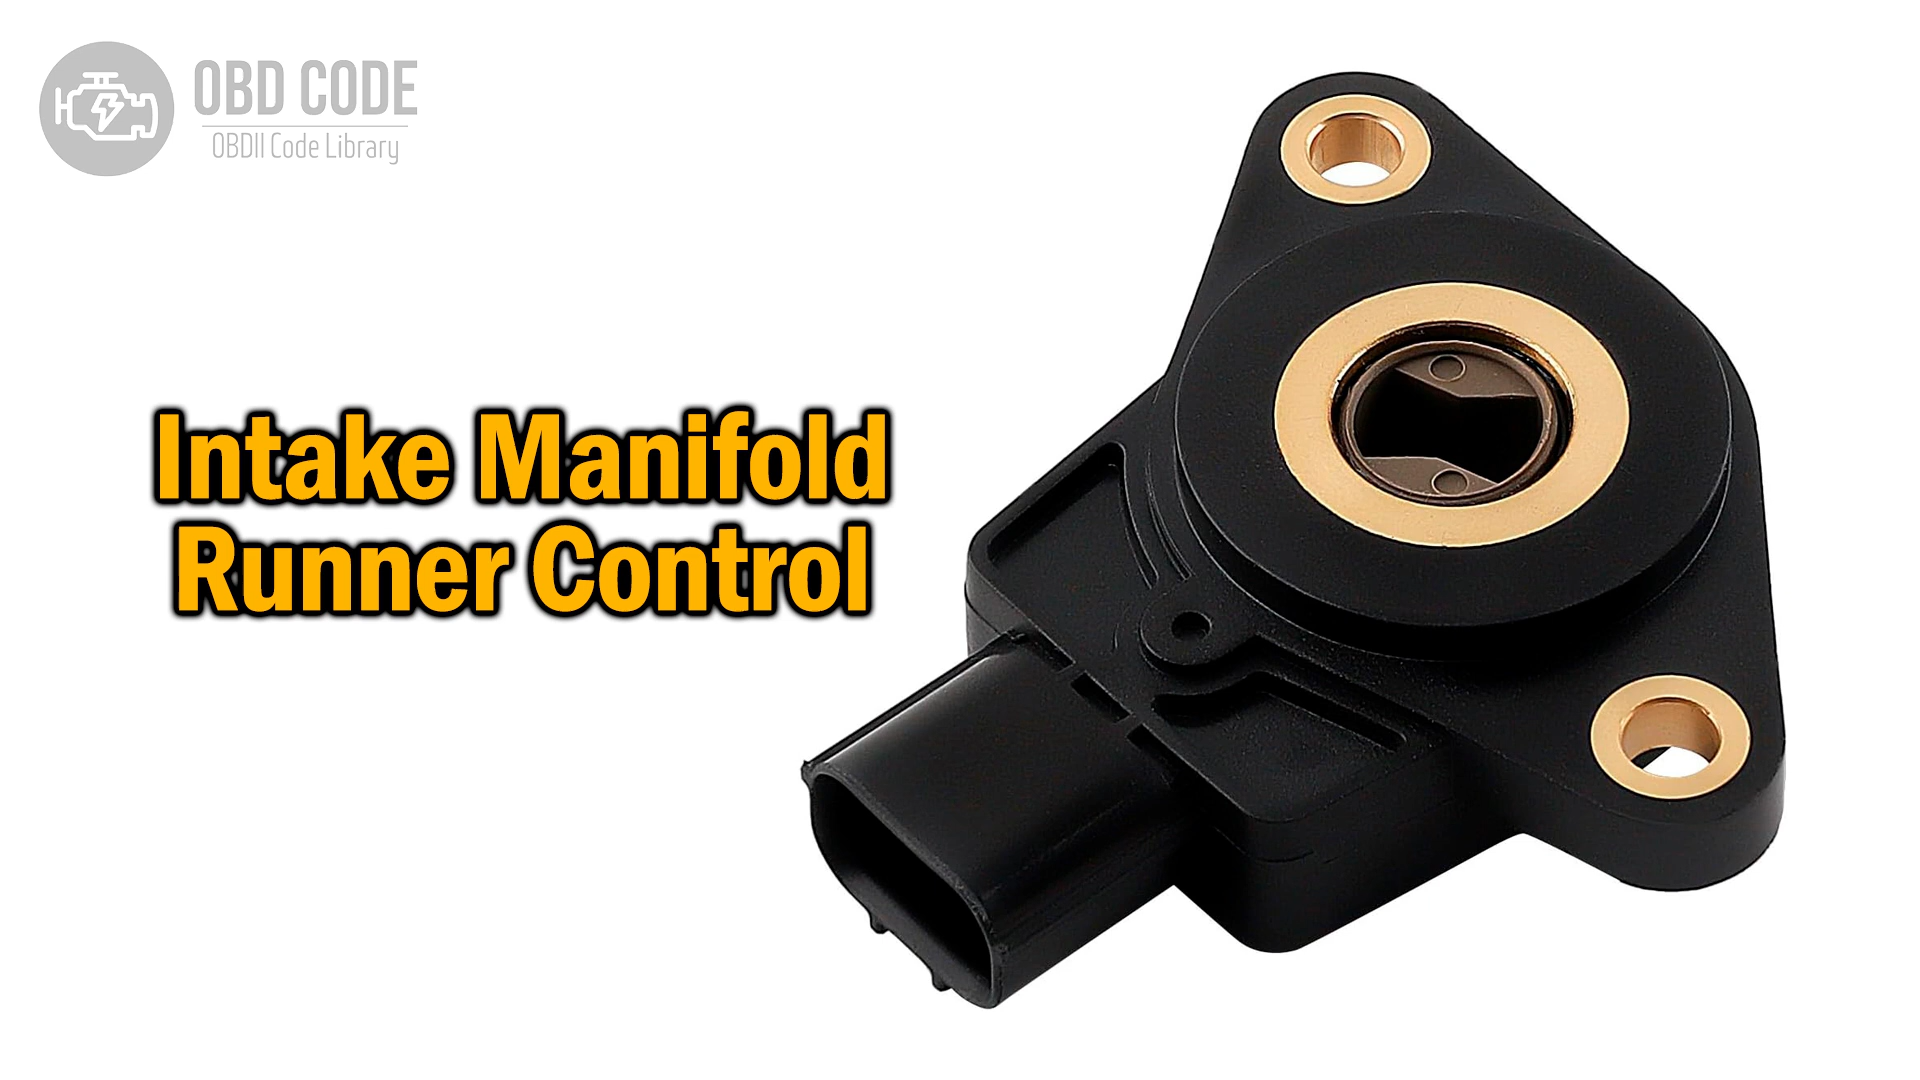 OBD CODE
OBDII Code Library
Intake Manifold
Runner Control